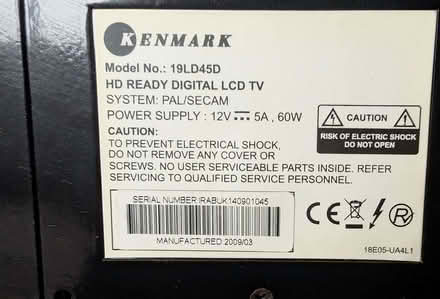 KENMARK
Model No.: 19LD45D
HD READY DIGITAL LCD TV
SYSTEM: PAL/SECAM
POWER SUPPLY : 12V 5A , 60W
CAUTION:
TO PREVENT ELECTRICAL SHOCK,
DO NOT REMOVE COVER OR
SCREWS. NO USER SERVICEABLE PARTS INSIDE. REFER
SERVICING TO QUALIFIED SERVICE PERSONNEL.
CAUTION
RISK OF ELECTRIC SHOCK
DO NOT OPEN
SERIAL NUMBER:IRABUK140901045
MANUFACTURED 2009/03
CE
R
18E05-UA4L1